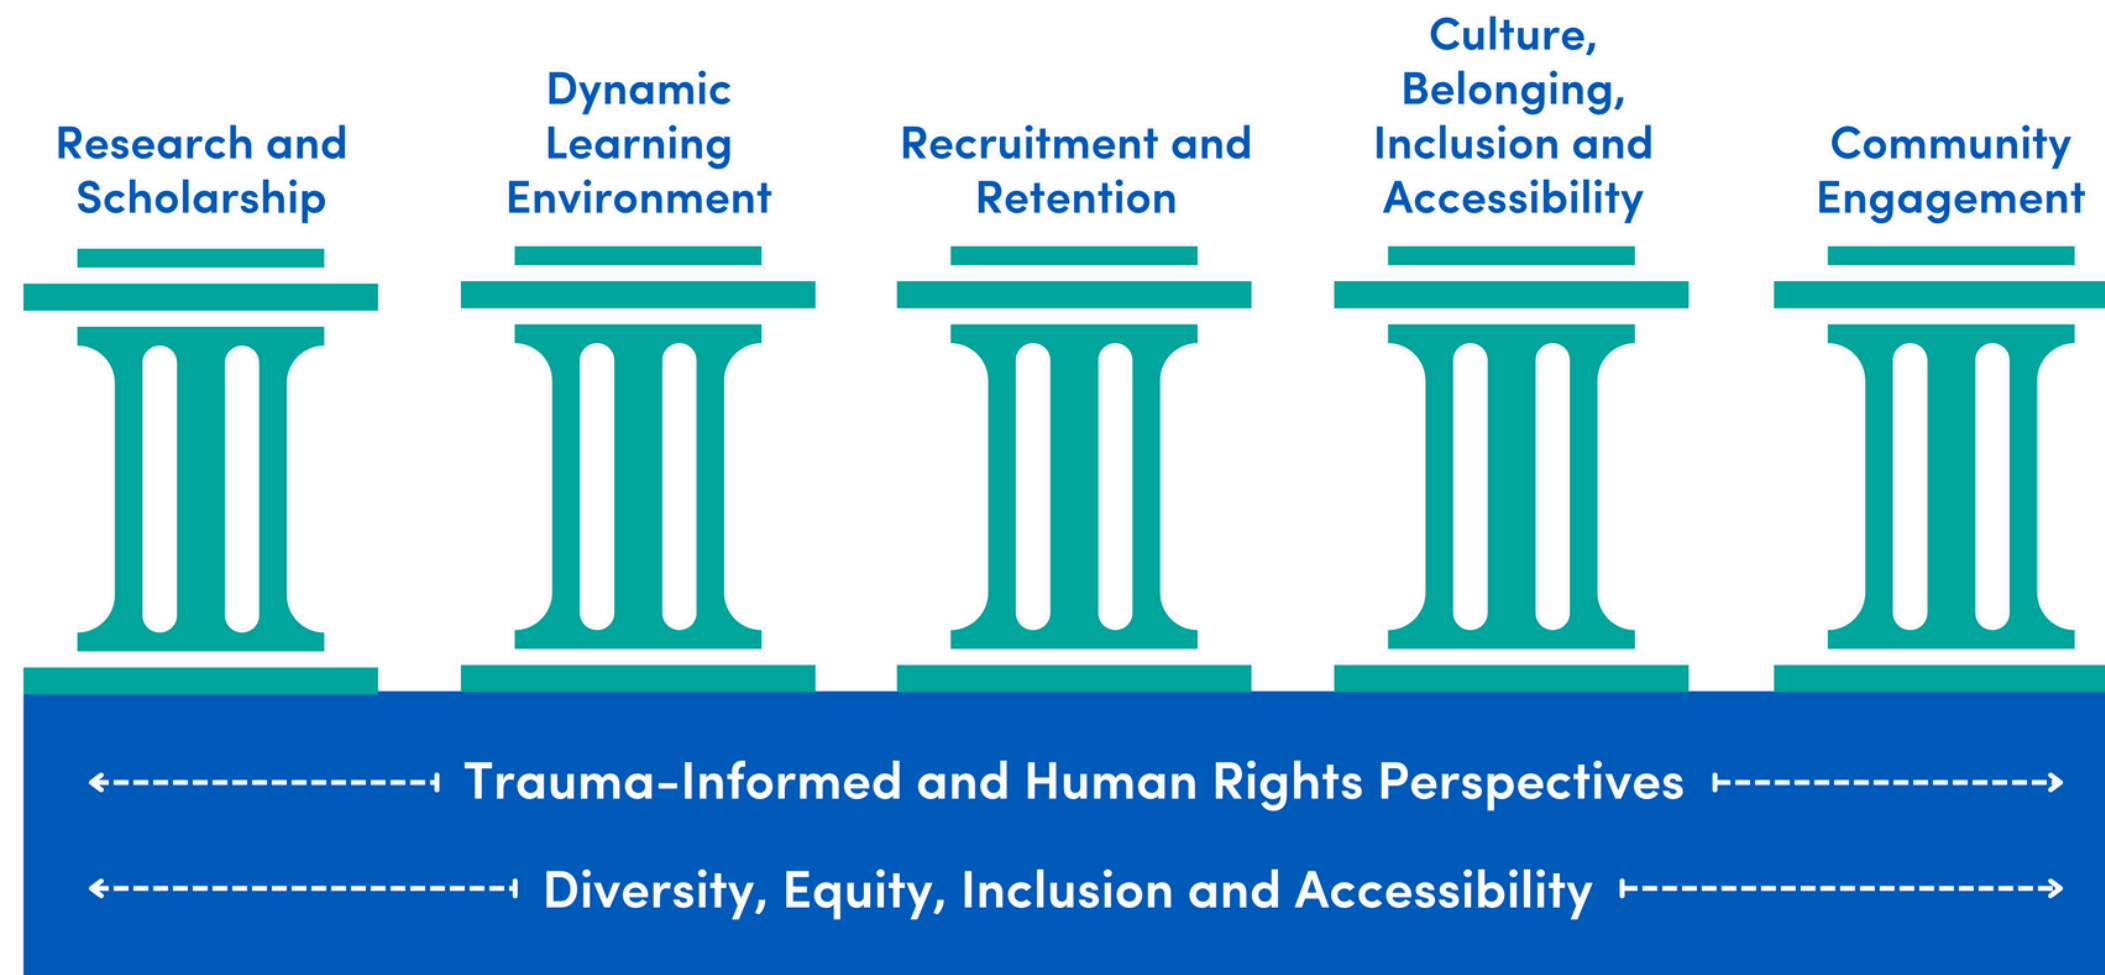 Research and
Scholarship
Dynamic
Learning
Environment
Recruitment and
Retention
Culture,
Belonging,
Inclusion and
Accessibility
Community
Engagement
Trauma-Informed and Human Rights Perspectives
Diversity, Equity, Inclusion and Accessibility